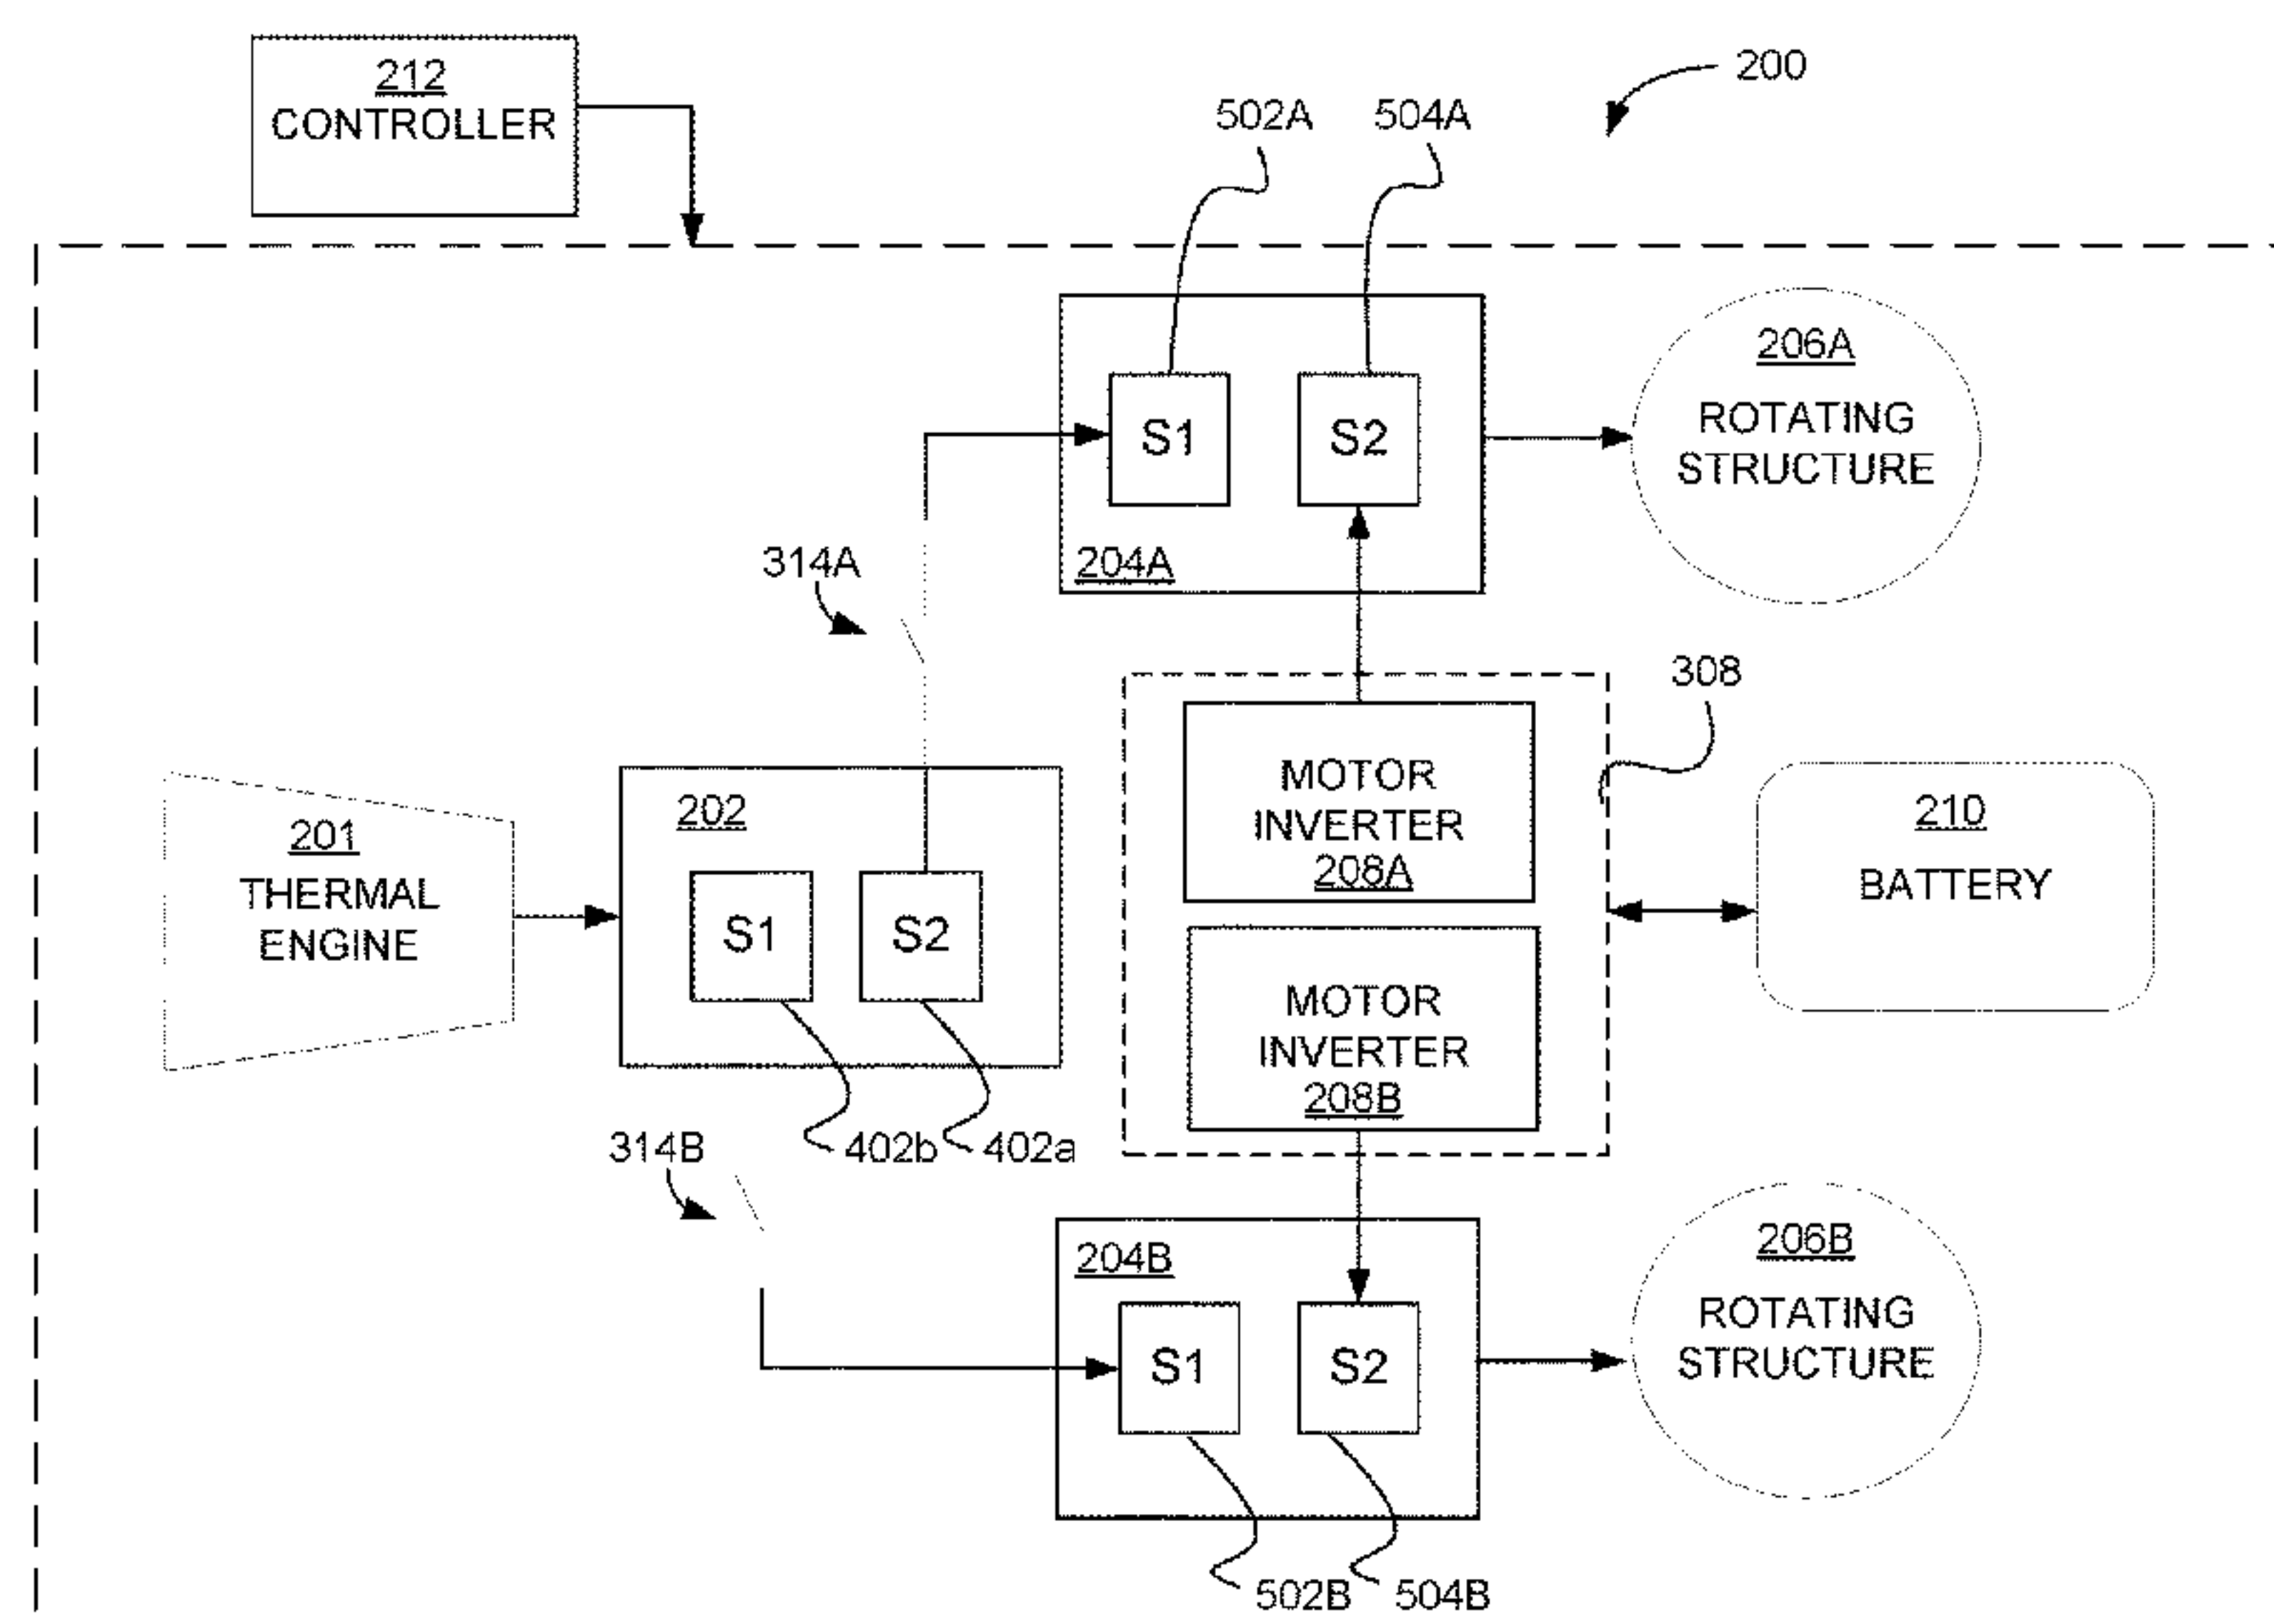 200
212
CONTROLLER
502A
504A
206A
ROTATING
STRUCTURE
S1
S2
204A
314A
308
201
THERMAL
ENGINE
202
S1
S2
402b
402a
MOTOR
INVERTER
208A
MOTOR
INVERTER
208B
210
BATTERY
314B
204B
S1
S2
206B
ROTATING
STRUCTURE
502B
504B